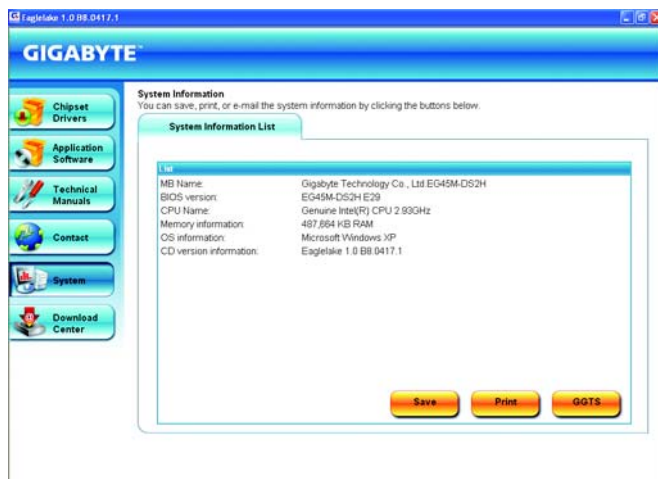 Eaglelake 1.0 B8.0417.1
GIGABYTE™
System Information
You can save, print, or e-mail the system information by clicking the buttons below.
System Information List
Chipset
Drivers
Application
Software
Technical
Manuals
Contact
System
Download
Center
List
MB Name: Gigabyte Technology Co., Ltd.EG45M-DS2H
BIOS version: EG45M-DS2H E29
CPU Name: Genuine Intel(R) CPU 2.93GHz
Memory information: 487,664 KB RAM
OS information: Microsoft Windows XP
CD version information: Eaglelake 1.0 B8.0417.1
Save
Print
GGTS